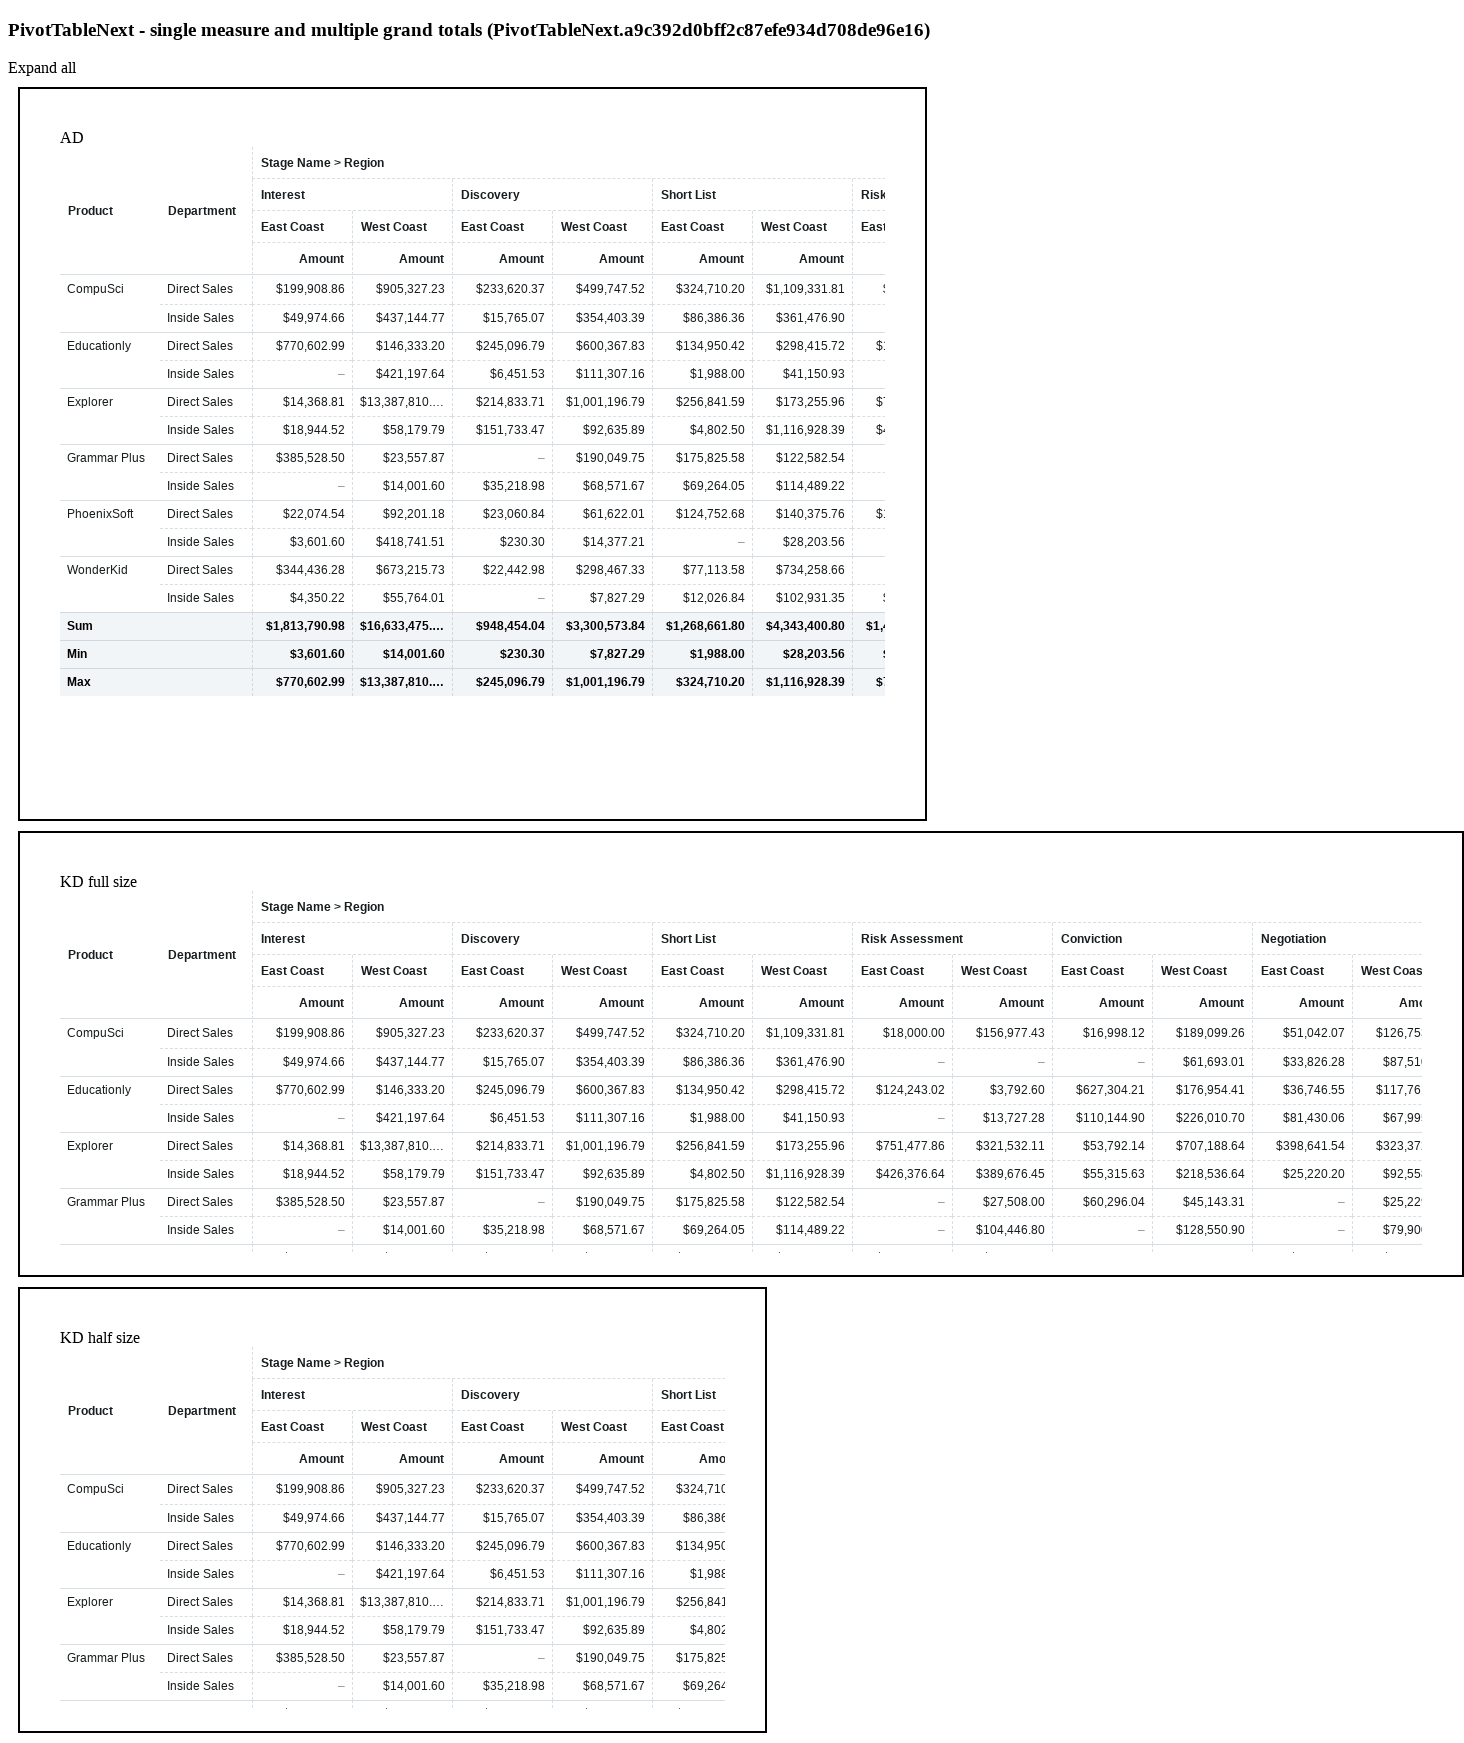 PivotTableNext - single measure and multiple grand totals (PivotTableNext.a9c392d0bff2c87efe934d708de96e16)
Expand all
AD
Stage Name > Region
Interest Discovery Short List Risk
Product Department
East Coast West Coast East Coast West Coast East Coast West Coast East
Amount Amount Amount Amount Amount Amount
CompuSci Direct Sales $199,908.86 $905,327.23 $233,620.37 $499,747.52 $324,710.20 $1,109,331.81
Inside Sales $49,974.66 $437,144.77 $15,765.07 $354,403.39 $86,386.36 $361,476.90
Educationly Direct Sales $770,602.99 $146,333.20 $245,096.79 $600,367.83 $134,950.42 $298,415.72
Inside Sales – $421,197.64 $6,451.53 $111,307.16 $1,988.00 $41,150.93
Explorer Direct Sales $14,368.81 $13,387,810.… $214,833.71 $1,001,196.79 $256,841.59 $173,255.96
Inside Sales $18,944.52 $58,179.79 $151,733.47 $92,635.89 $4,802.50 $1,116,928.39
Grammar Plus Direct Sales $385,528.50 $23,557.87 – $190,049.75 $175,825.58 $122,582.54
Inside Sales – $14,001.60 $35,218.98 $68,571.67 $69,264.05 $114,489.22
PhoenixSoft Direct Sales $22,074.54 $92,201.18 $23,060.84 $61,622.01 $124,752.68 $140,375.76
Inside Sales $3,601.60 $418,741.51 $230.30 $14,377.21 – $28,203.56
WonderKid Direct Sales $344,436.28 $673,215.73 $22,442.98 $298,467.33 $77,113.58 $734,258.66
Inside Sales $4,350.22 $55,764.01 – $7,827.29 $12,026.84 $102,931.35
Sum $1,813,790.98 $16,633,475.… $948,454.04 $3,300,573.84 $1,268,661.80 $4,343,400.80
Min $3,601.60 $14,001.60 $230.30 $7,827.29 $1,988.00 $28,203.56
Max $770,602.99 $13,387,810.… $245,096.79 $1,001,196.79 $324,710.20 $1,116,928.39
KD full size
Stage Name > Region
Interest Discovery Short List Risk Assessment Conviction Negotiation
Product Department
East Coast West Coast East Coast West Coast East Coast West Coast East Coast West Coast East Coast West Coast East Coast West Coas
Amount Amount Amount Amount Amount Amount Amount Amount Amount Amount Amount Amo
CompuSci Direct Sales $199,908.86 $905,327.23 $233,620.37 $499,747.52 $324,710.20 $1,109,331.81 $18,000.00 $156,977.43 $16,998.12 $189,099.26 $51,042.07 $126,75
Inside Sales $49,974.66 $437,144.77 $15,765.07 $354,403.39 $86,386.36 $361,476.90 – – – $61,693.01 $33,826.28 $87,51
Educationly Direct Sales $770,602.99 $146,333.20 $245,096.79 $600,367.83 $134,950.42 $298,415.72 $124,243.02 $3,792.60 $627,304.21 $176,954.41 $36,746.55 $117,76
Inside Sales – $421,197.64 $6,451.53 $111,307.16 $1,988.00 $41,150.93 – $13,727.28 $110,144.90 $226,010.70 $81,430.06 $67,99
Explorer Direct Sales $14,368.81 $13,387,810.… $214,833.71 $1,001,196.79 $256,841.59 $173,255.96 $751,477.86 $321,532.11 $53,792.14 $707,188.64 $398,641.54 $323,37
Inside Sales $18,944.52 $58,179.79 $151,733.47 $92,635.89 $4,802.50 $1,116,928.39 $426,376.64 $389,676.45 $55,315.63 $218,536.64 $25,220.20 $92,55
Grammar Plus Direct Sales $385,528.50 $23,557.87 – $190,049.75 $175,825.58 $122,582.54 – $27,508.00 $60,296.04 $45,143.31 – $25,22
Inside Sales – $14,001.60 $35,218.98 $68,571.67 $69,264.05 $114,489.22 – $104,446.80 – $128,550.90 – $79,90
KD half size
Stage Name > Region
Interest Discovery Short List
Product Department
East Coast West Coast East Coast West Coast East Coast
Amount Amount Amount Amount Amo
CompuSci Direct Sales $199,908.86 $905,327.23 $233,620.37 $499,747.52 $324,710
Inside Sales $49,974.66 $437,144.77 $15,765.07 $354,403.39 $86,386
Educationly Direct Sales $770,602.99 $146,333.20 $245,096.79 $600,367.83 $134,950
Inside Sales – $421,197.64 $6,451.53 $111,307.16 $1,988
Explorer Direct Sales $14,368.81 $13,387,810.… $214,833.71 $1,001,196.79 $256,841
Inside Sales $18,944.52 $58,179.79 $151,733.47 $92,635.89 $4,802
Grammar Plus Direct Sales $385,528.50 $23,557.87 – $190,049.75 $175,825
Inside Sales – $14,001.60 $35,218.98 $68,571.67 $69,264